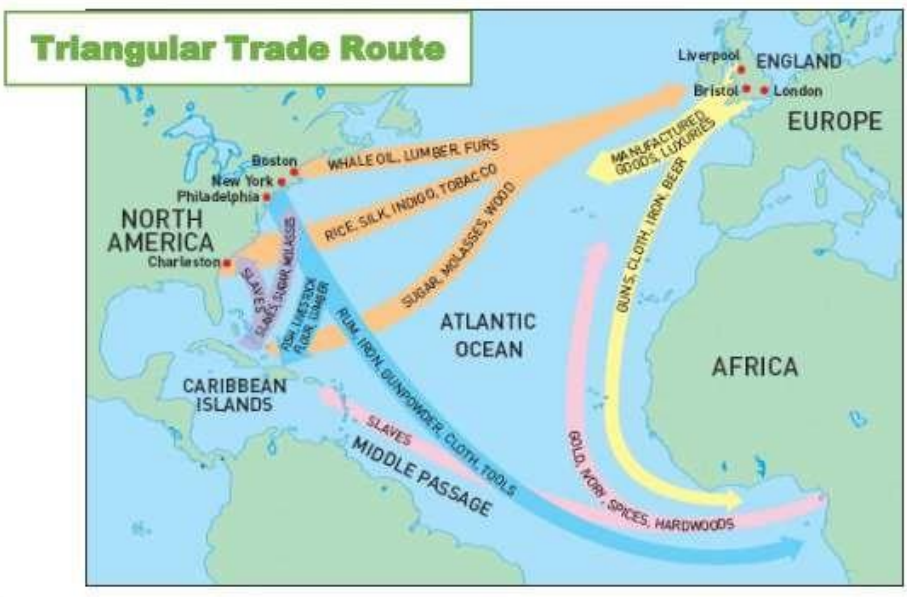 Triangular Trade Route
Liverpool
ENGLAND
Bristol
London
EUROPE
MANUFACTURED
GOODS, LUXURIES
Boston
WHALE OIL, LUMBER, FURS
New York
Philadelphia
RICE, SILK, INDIGO, TOBACCO
NORTH
AMERICA
Charleston
SLAVES
SLAVES, SUGAR, MOLASSES
FISH, LIVESTOCK
FLOUR, LUMBER
SUGAR, MOLASSES, WOOD
GUNS, CLOTH, IRON, BEER
RUM, IRON, GUNPOWDER, CLOTH, TOOLS
ATLANTIC
OCEAN
AFRICA
CARIBBEAN
ISLANDS
SLAVES
MIDDLE PASSAGE
GOLD, IVORY, SPICES, HARDWOODS